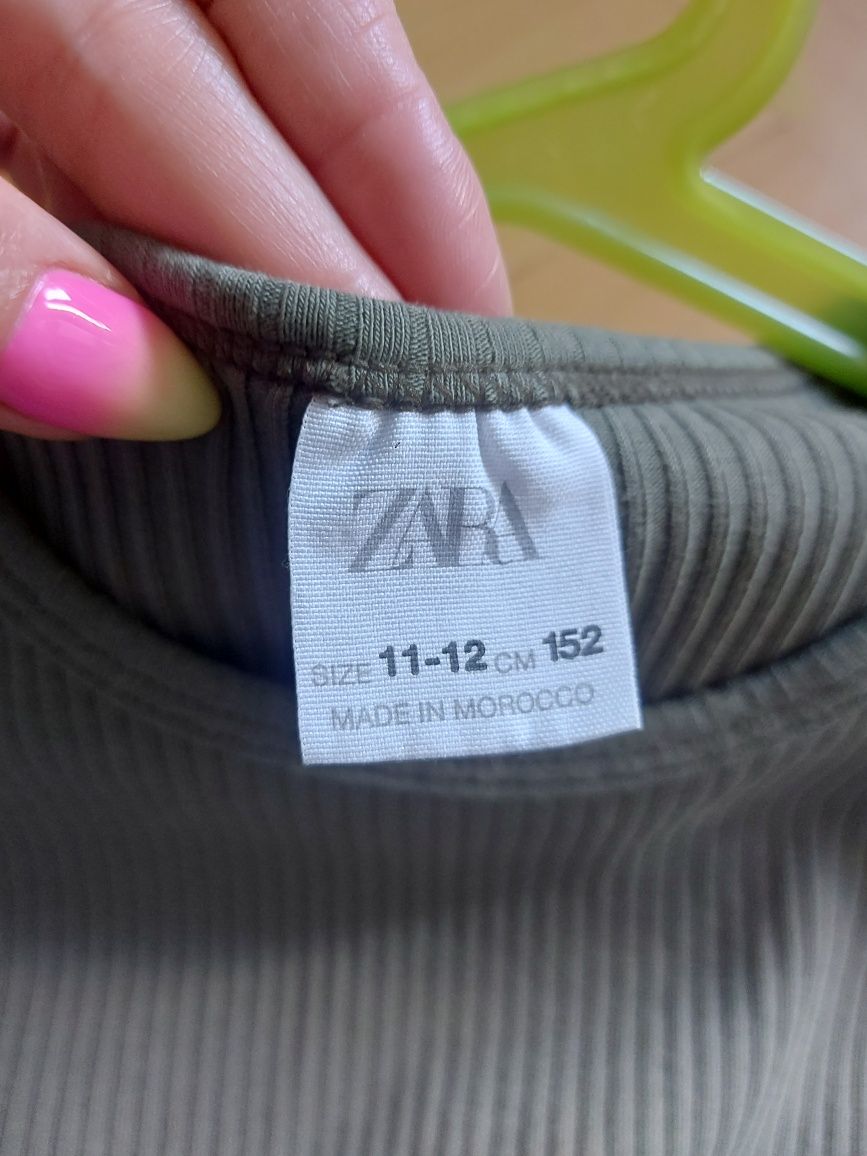 ZARA
SIZE 11-12 CM 152
MADE IN MOROCCO